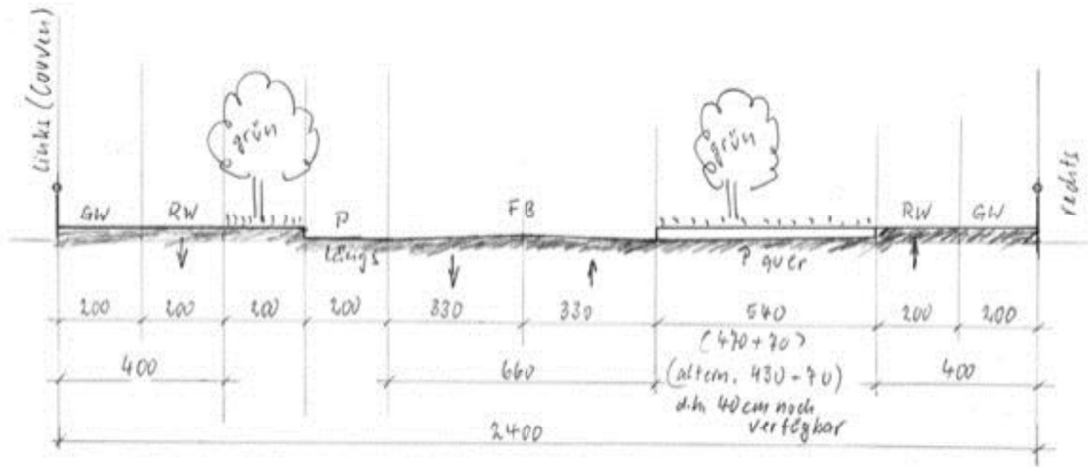 Links (Couven)
rechts
grün
grün
GW
RW
P
FB
RW
GW
Längs
P quer
200
200
200
200
330
330
540
200
200
(470 + 70)
400
660
(altern. 430 - 70)
400
d.h. 40 cm noch
verfügbar
2400